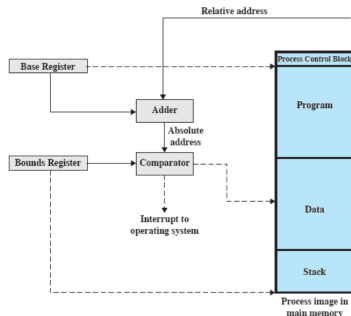 Relative address
Process Control Block
Base Register
Program
Adder
Absolute
address
Bounds Register
Comparator
Data
Interrupt to
operating system
Stack
Process image in
main memory